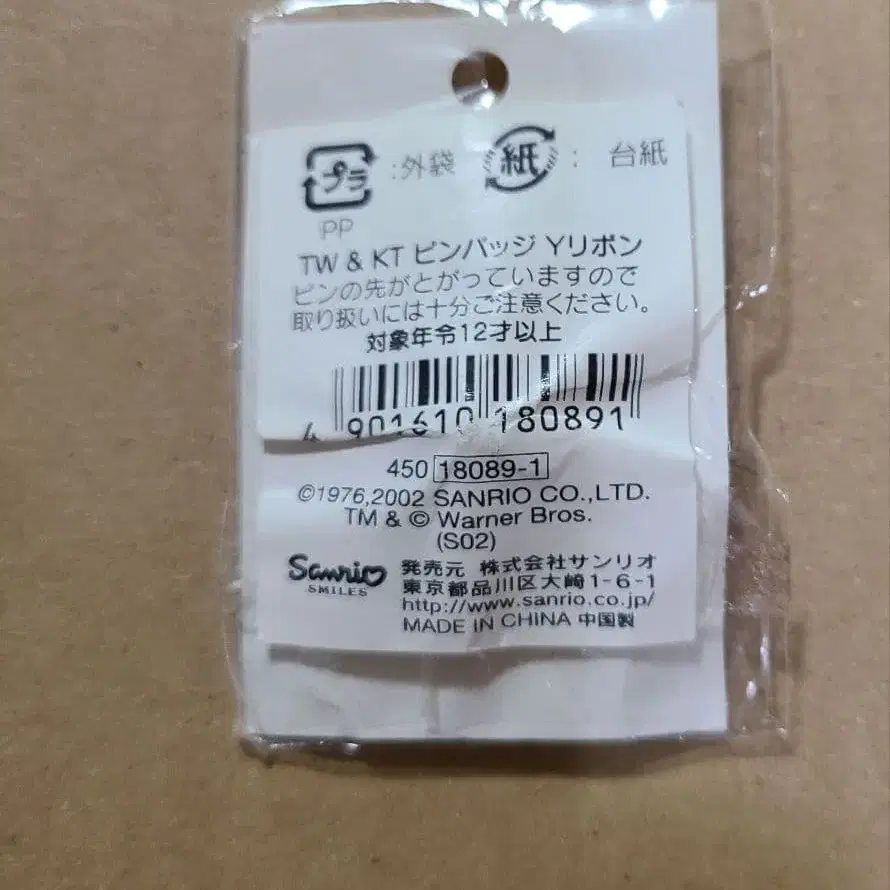 プラ :外袋 紙 : 台紙
PP
TW & KT ピンバッジ Yリボン
ピンの先がとがっていますので
取り扱いには十分ご注意ください。
対象年令12才以上
4 901610 180891
450 18089-1
©1976,2002 SANRIO CO.,LTD.
TM & © Warner Bros.
(S02)
Sanrio
SMILES
発売元 株式会社サンリオ
東京都品川区大崎1-6-1
http://www.sanrio.co.jp/
MADE IN CHINA 中国製